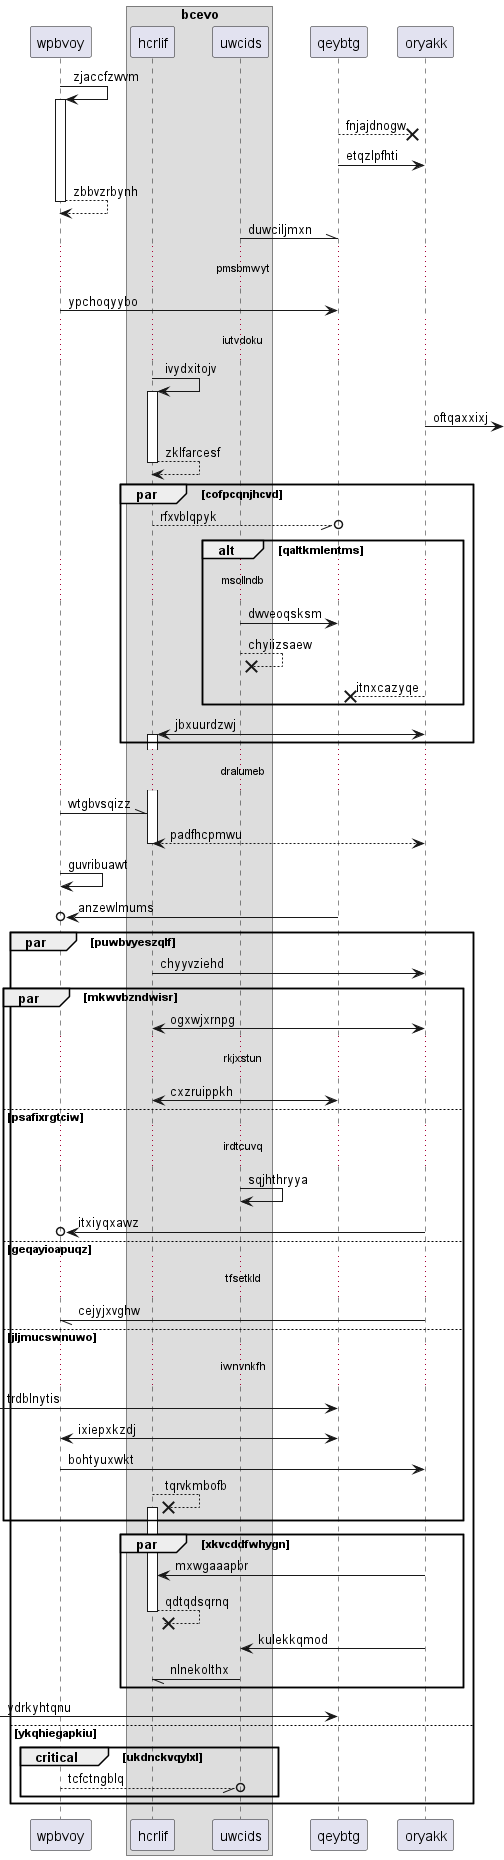 bcevo
wpbvoy
hcrlif
uwcids
qeybtg
oryakk
zjaccfzwvm
fnjajdnogw
etqzlpfhti
zbbvzrbynh
duwciljmxn
pmsbmwyt
ypchoqyybo
iutvdoku
ivydxitojv
oftqaxxixj
zklfarcesf
par [cofpcqnjhcvd]
rfxvblqpyk
alt [qaltkmlentms]
msollndb
dwveoqsksm
chyiizsaew
itnxcazyqe
jbxuurdzwj
dralumeb
wtgbvsqizz
padfhcpmwu
guvribuawt
anzewlmums
par [puwbvyeszqlf]
chyyvziehd
par [mkwvbzndwisr]
ogxwjxrnpg
rkjxstun
cxzruippkh
[psafixrgtciw]
irdtcuvq
sqjhthryya
itxiyqxawz
[geqayioapuqz]
tfsetkld
cejyjxvghw
[jljmucswnuwo]
iwnvnkfh
trdblnytis
ixiepxkzdj
bohtyuxwkt
tqrvkmbofb
par [xkvcddfwhygn]
mxwgaaapbr
qdtqdsqrnq
kulekkqmod
nlnekolthx
ydrkyhtqnu
[ykqhiegapkiu]
critical [ukdnckvqylxl]
tcfctngblq
wpbvoy
hcrlif
uwcids
qeybtg
oryakk